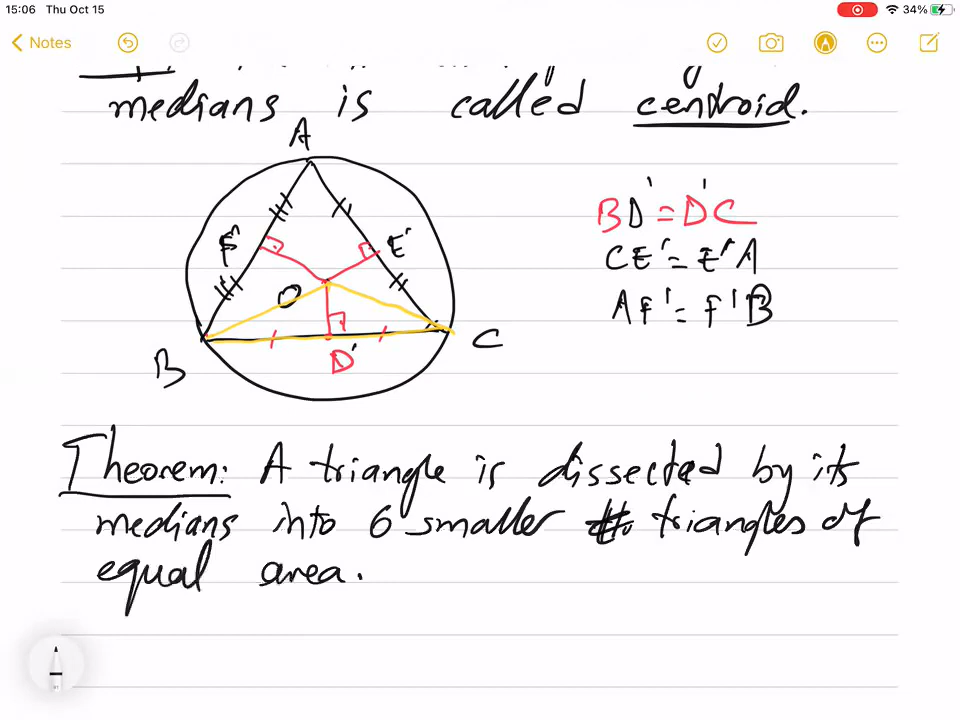 15:06 Thu Oct 15 34%
Notes
medians is called centroid.
A
F' E'
O
B D' C
BD' = D'C
CE' = E'A
AF' = F'B
Theorem: A triangle is dissected by its
medians into 6 smaller triangles of
equal area.